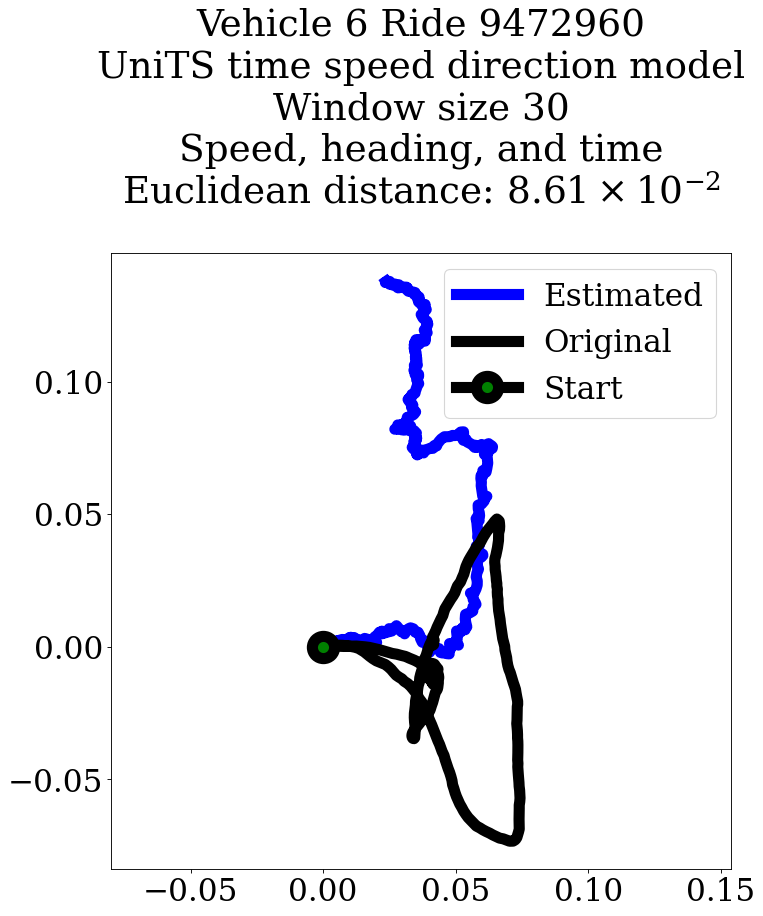 Vehicle 6 Ride 9472960
UniTS time speed direction model
Window size 30
Speed, heading, and time
Euclidean distance: 8.61 × 10⁻²
Estimated
Original
Start
0.10
0.05
0.00
−0.05
−0.05 0.00 0.05 0.10 0.15